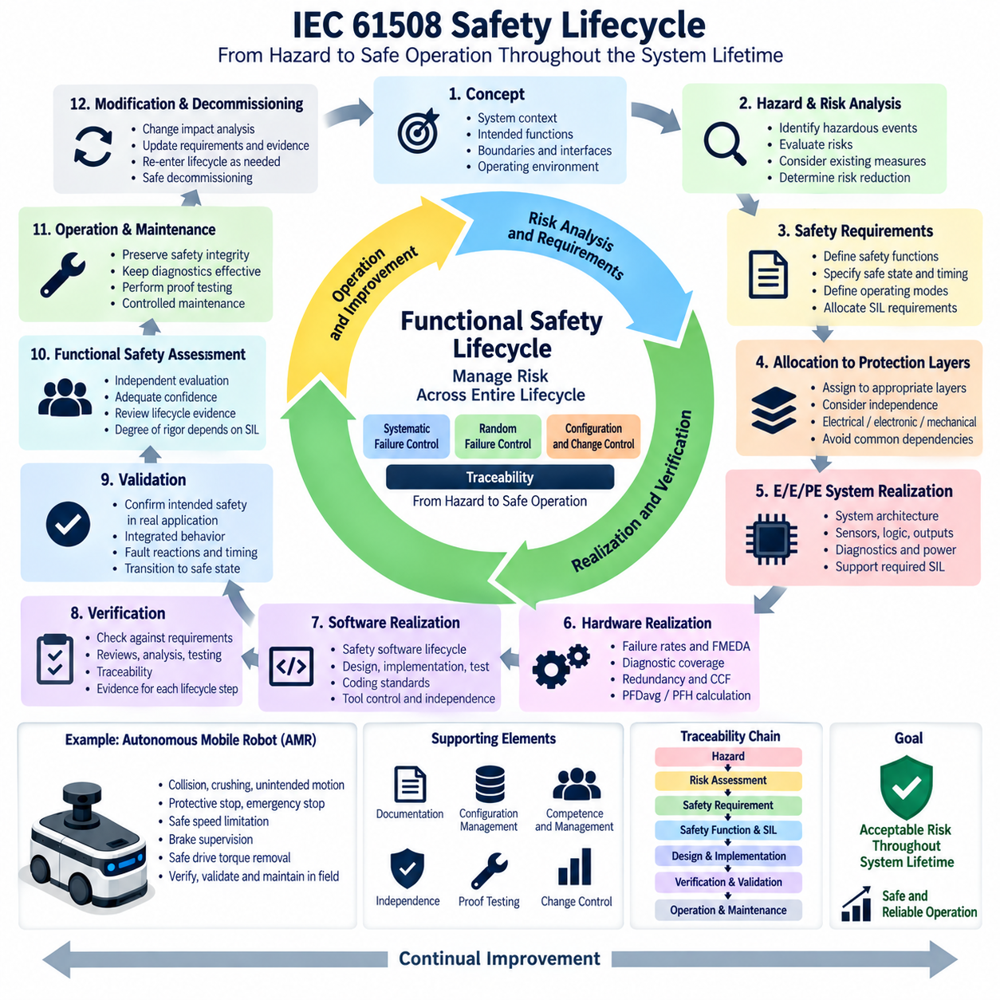 IEC 61508 Safety Lifecycle
From Hazard to Safe Operation Throughout the System Lifetime
1. Concept
• System context
• Intended functions
• Boundaries and interfaces
• Operating environment
2. Hazard & Risk Analysis
• Identify hazardous events
• Evaluate risks
• Consider existing measures
• Determine risk reduction
3. Safety Requirements
• Define safety functions
• Specify safe state and timing
• Define operating modes
• Allocate SIL requirements
4. Allocation to Protection Layers
• Assign to appropriate layers
• Consider independence
• Electrical / electronic / mechanical
• Avoid common dependencies
5. E/E/PE System Realization
• System architecture
• Sensors, logic, outputs
• Diagnostics and power
• Support required SIL
6. Hardware Realization
• Failure rates and FMEDA
• Diagnostic coverage
• Redundancy and CCF
• PFDavg / PFH calculation
7. Software Realization
• Safety software lifecycle
• Design, implementation, test
• Coding standards
• Tool control and independence
8. Verification
• Check against requirements
• Reviews, analysis, testing
• Traceability
• Evidence for each lifecycle step
9. Validation
• Confirm intended safety
in real application
• Integrated behavior
• Fault reactions and timing
• Transition to safe state
10. Functional Safety Assessment
• Independent evaluation
• Adequate confidence
• Review lifecycle evidence
• Degree of rigor depends on SIL
11. Operation & Maintenance
• Preserve safety integrity
• Keep diagnostics effective
• Perform proof testing
• Controlled maintenance
12. Modification & Decommissioning
• Change impact analysis
• Update requirements and evidence
• Re-enter lifecycle as needed
• Safe decommissioning
Risk Analysis
and Requirements
Realization and Verification
Operation
and Improvement
Functional Safety
Lifecycle
Manage Risk
Across Entire Lifecycle
Systematic
Failure Control
Random
Failure Control
Configuration
and Change Control
Traceability
From Hazard to Safe Operation
Example: Autonomous Mobile Robot (AMR)
• Collision, crushing, unintended motion
• Protective stop, emergency stop
• Safe speed limitation
• Brake supervision
• Safe drive torque removal
• Verify, validate and maintain in field
Supporting Elements
Documentation
Configuration
Management
Competence
and Management
Independence
Proof Testing
Change Control
Traceability Chain
Hazard
Risk Assessment
Safety Requirement
Safety Function & SIL
Design & Implementation
Verification & Validation
Operation & Maintenance
Goal
Acceptable Risk
Throughout
System Lifetime
Safe and
Reliable Operation
Continual Improvement